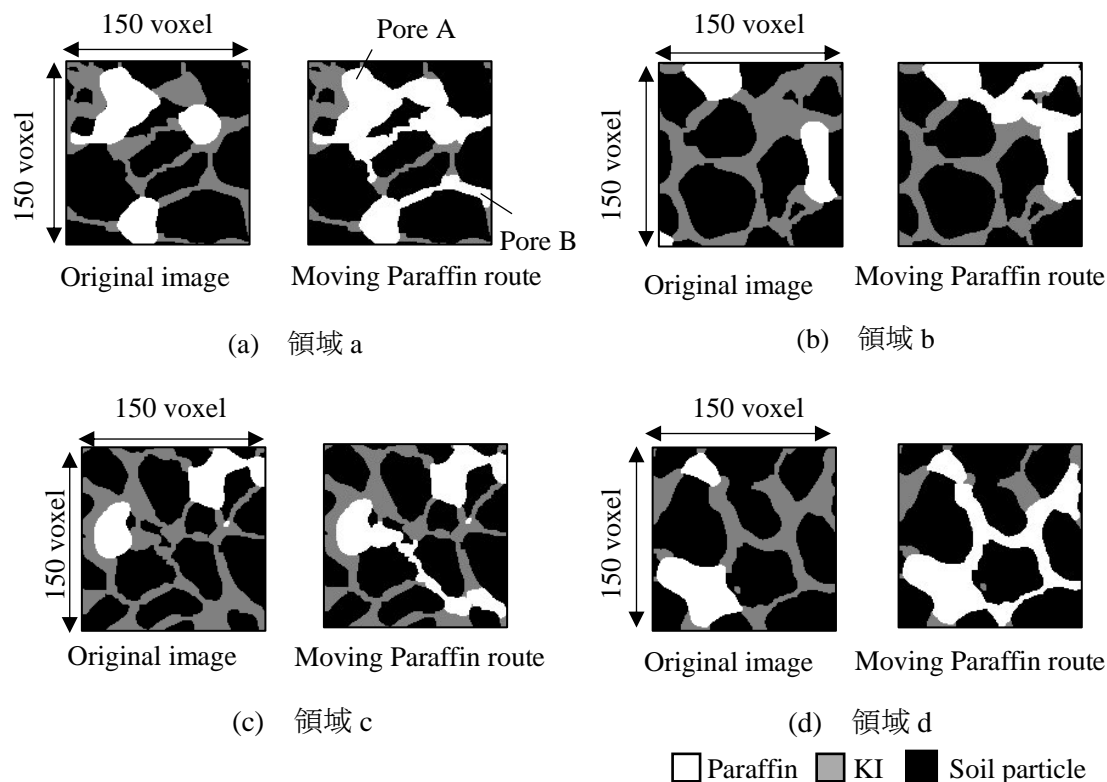 150 voxel
Pore A
150 voxel
150 voxel
150 voxel
Pore B
Original image
Moving Paraffin route
Original image
Moving Paraffin route
(a) 領域 a
(b) 領域 b
150 voxel
150 voxel
150 voxel
150 voxel
Original image
Moving Paraffin route
Original image
Moving Paraffin route
(c) 領域 c
(d) 領域 d
Paraffin KI Soil particle